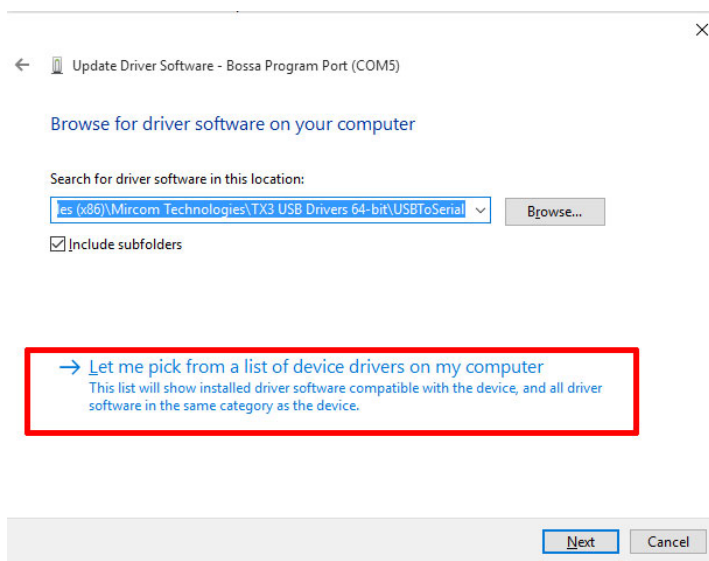 Update Driver Software - Bossa Program Port (COM5)
Browse for driver software on your computer
Search for driver software in this location:
les (x86)\Mircom Technologies\TX3 USB Drivers 64-bit\USBToSerial
Browse...
Include subfolders
Let me pick from a list of device drivers on my computer
This list will show installed driver software compatible with the device, and all driver
software in the same category as the device.
Next
Cancel